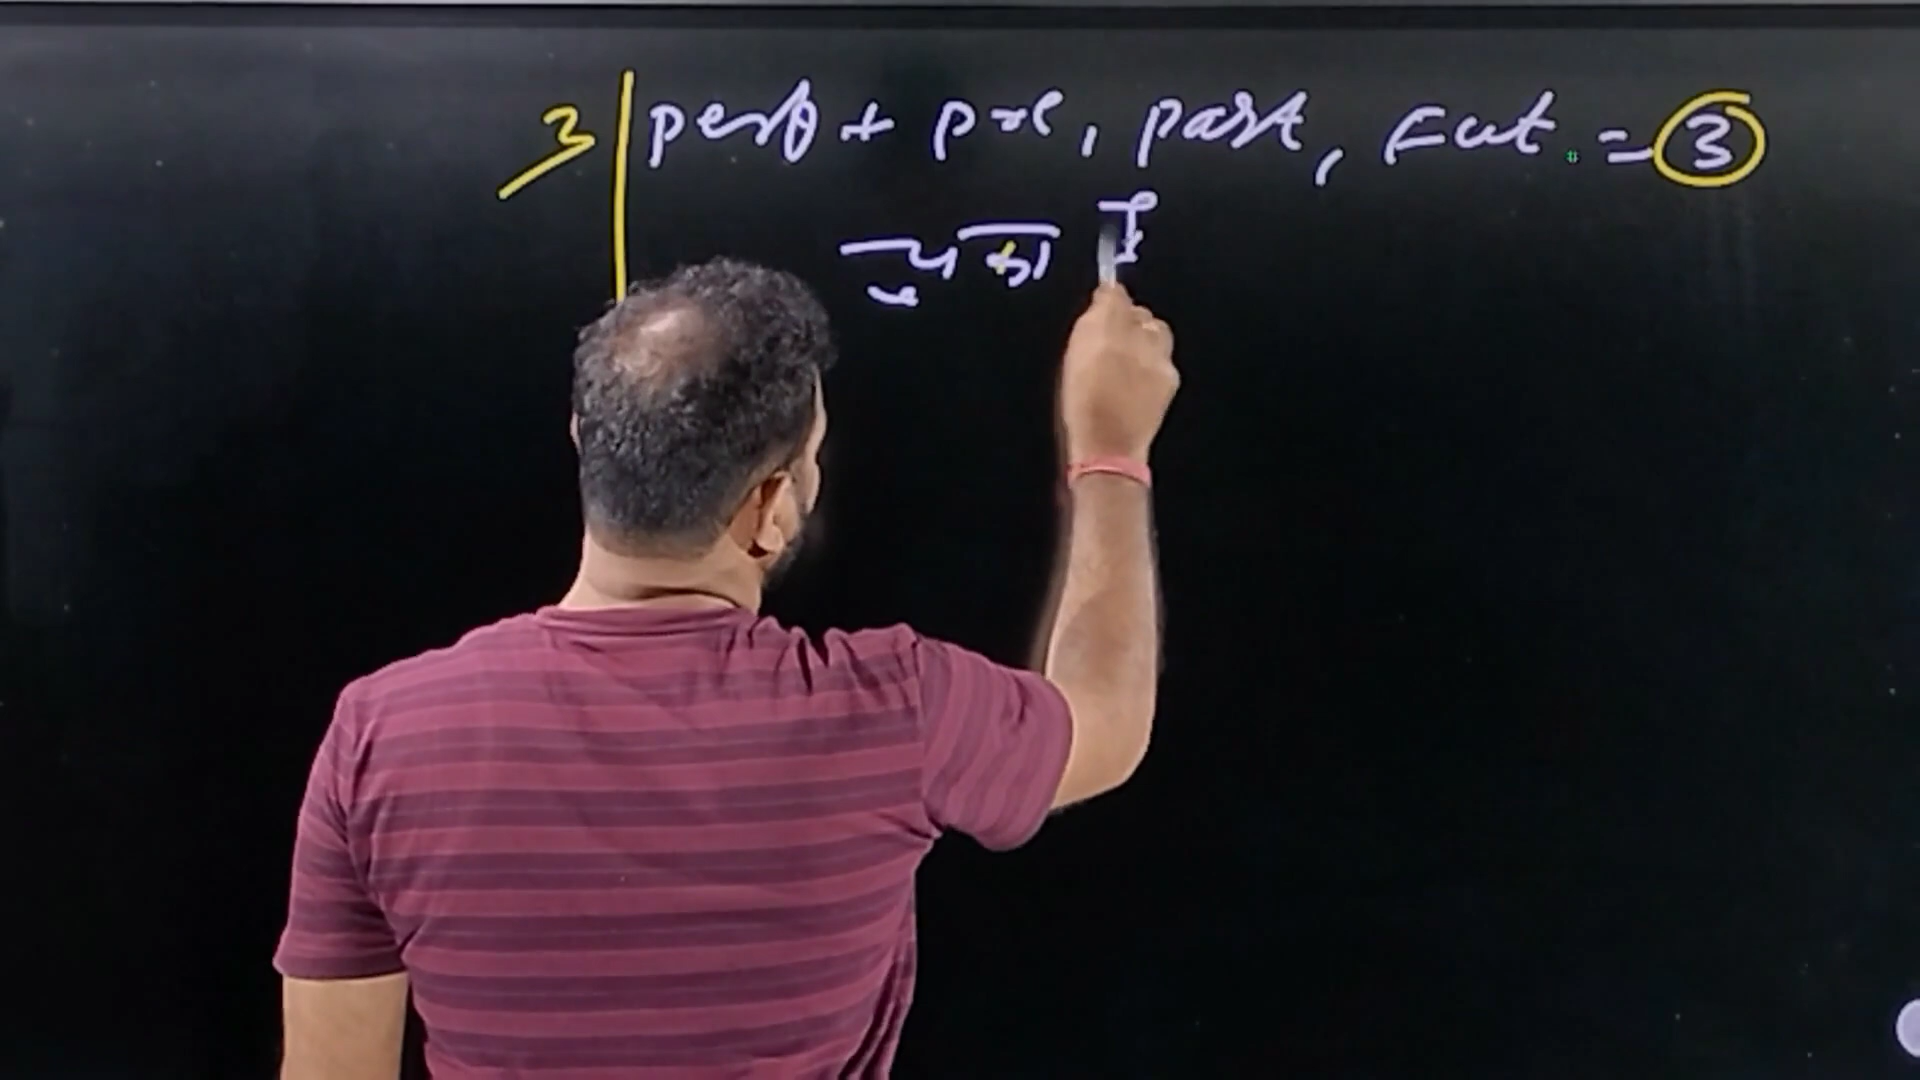 3 perf + pre, past, fut. = 3